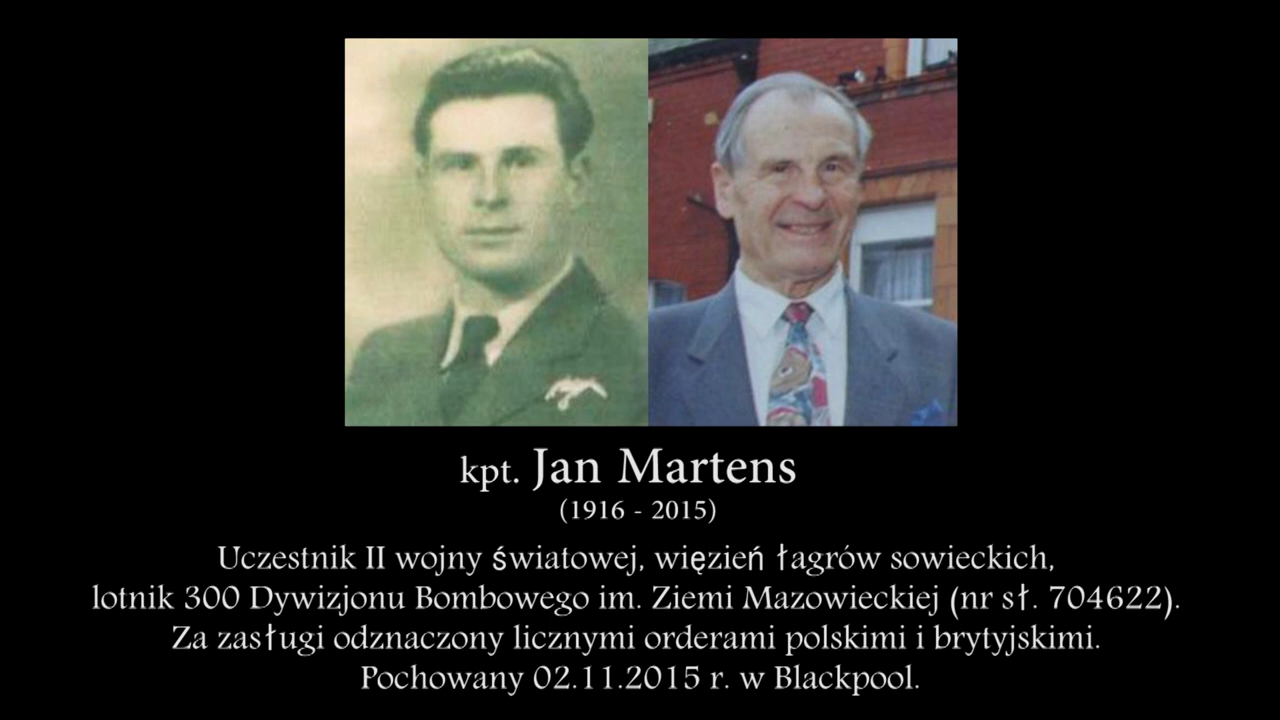 kpt. Jan Martens
(1916 - 2015)
Uczestnik II wojny światowej, więzień łagrów sowieckich,
lotnik 300 Dywizjonu Bombowego im. Ziemi Mazowieckiej (nr sł. 704622).
Za zasługi odznaczony licznymi orderami polskimi i brytyjskimi.
Pochowany 02.11.2015 r. w Blackpool.